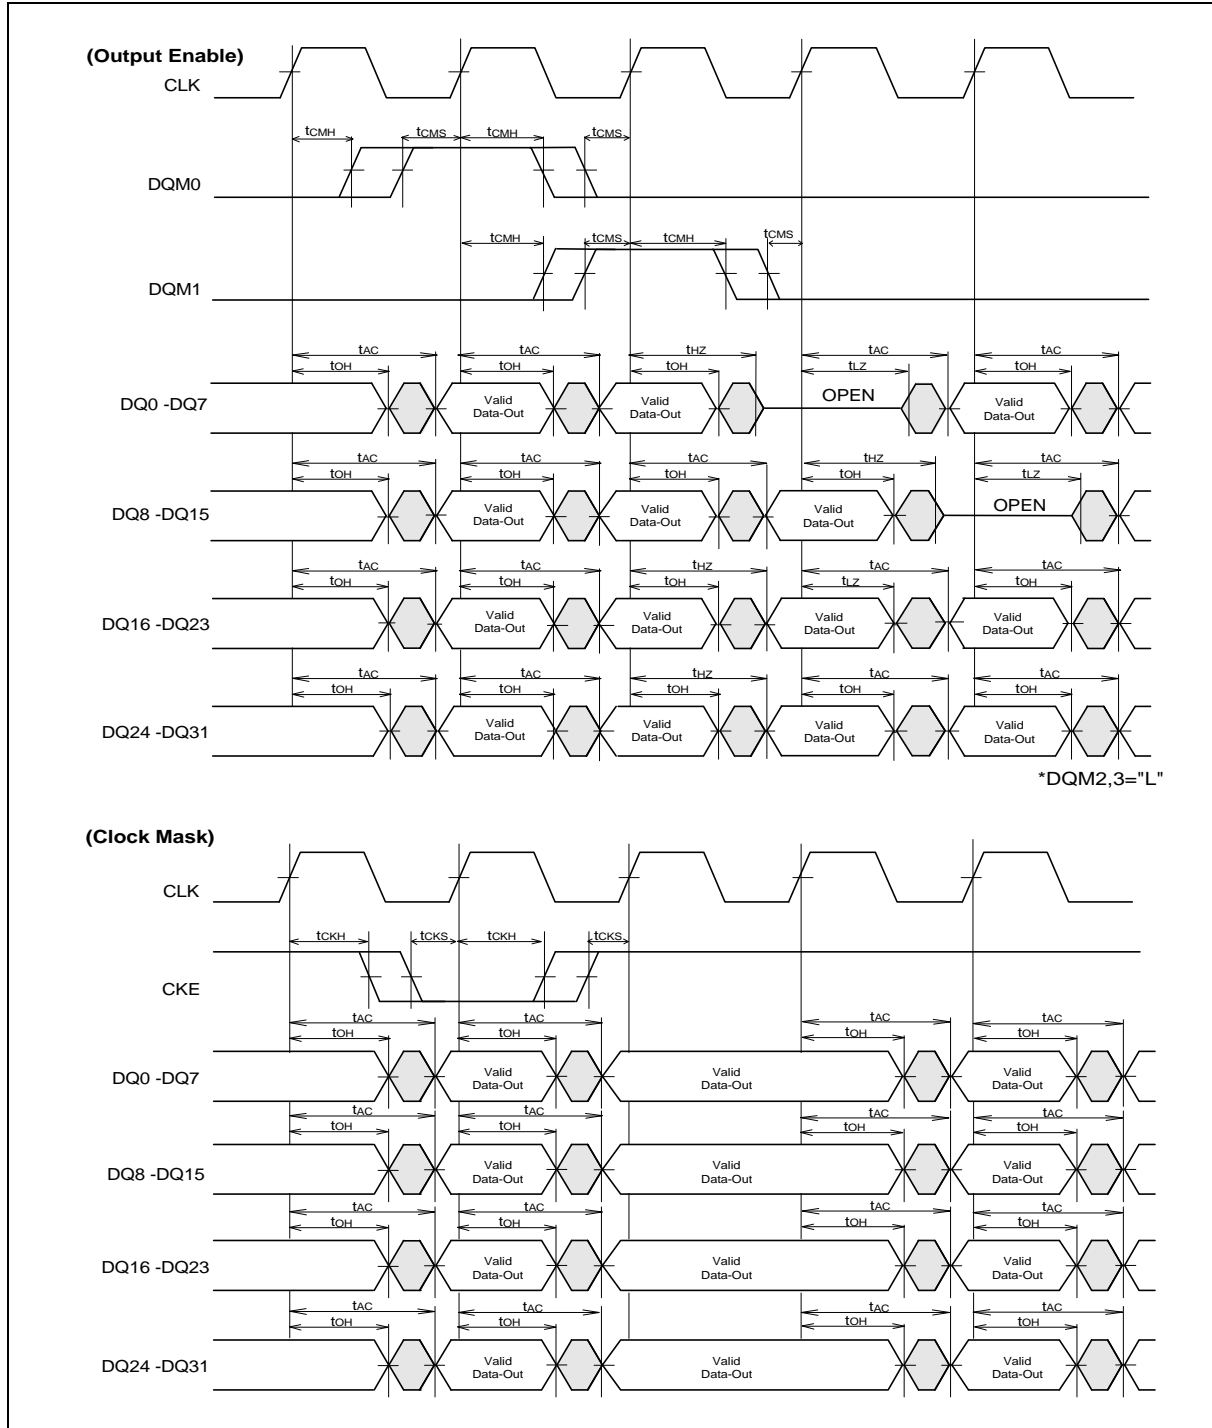 (Output Enable)
CLK
tCMH tCMS tCMH tCMS
DQM0
tCMH tCMS tCMH tCMS
DQM1
tAC tAC tHZ tAC tAC
tOH tOH tOH tLZ tOH
DQ0 -DQ7 Valid Data-Out Valid Data-Out OPEN Valid Data-Out
tAC tAC tAC tHZ tAC
tOH tOH tOH tOH tLZ
DQ8 -DQ15 Valid Data-Out Valid Data-Out Valid Data-Out OPEN
tAC tAC tHZ tAC tAC
tOH tOH tOH tLZ tOH
DQ16 -DQ23 Valid Data-Out Valid Data-Out Valid Data-Out Valid Data-Out
tAC tAC tHZ tAC tAC
tOH tOH tOH tOH tOH
DQ24 -DQ31 Valid Data-Out Valid Data-Out Valid Data-Out Valid Data-Out
*DQM2,3="L"
(Clock Mask)
CLK
tCKH tCKS tCKH tCKS
CKE
tAC tAC tAC tAC
tOH tOH tOH tOH
DQ0 -DQ7 Valid Data-Out Valid Data-Out Valid Data-Out
tAC tAC tAC tAC
tOH tOH tOH tOH
DQ8 -DQ15 Valid Data-Out Valid Data-Out Valid Data-Out
tAC tAC tAC tAC
tOH tOH tOH tOH
DQ16 -DQ23 Valid Data-Out Valid Data-Out Valid Data-Out
tAC tAC tAC tAC
tOH tOH tOH tOH
DQ24 -DQ31 Valid Data-Out Valid Data-Out Valid Data-Out